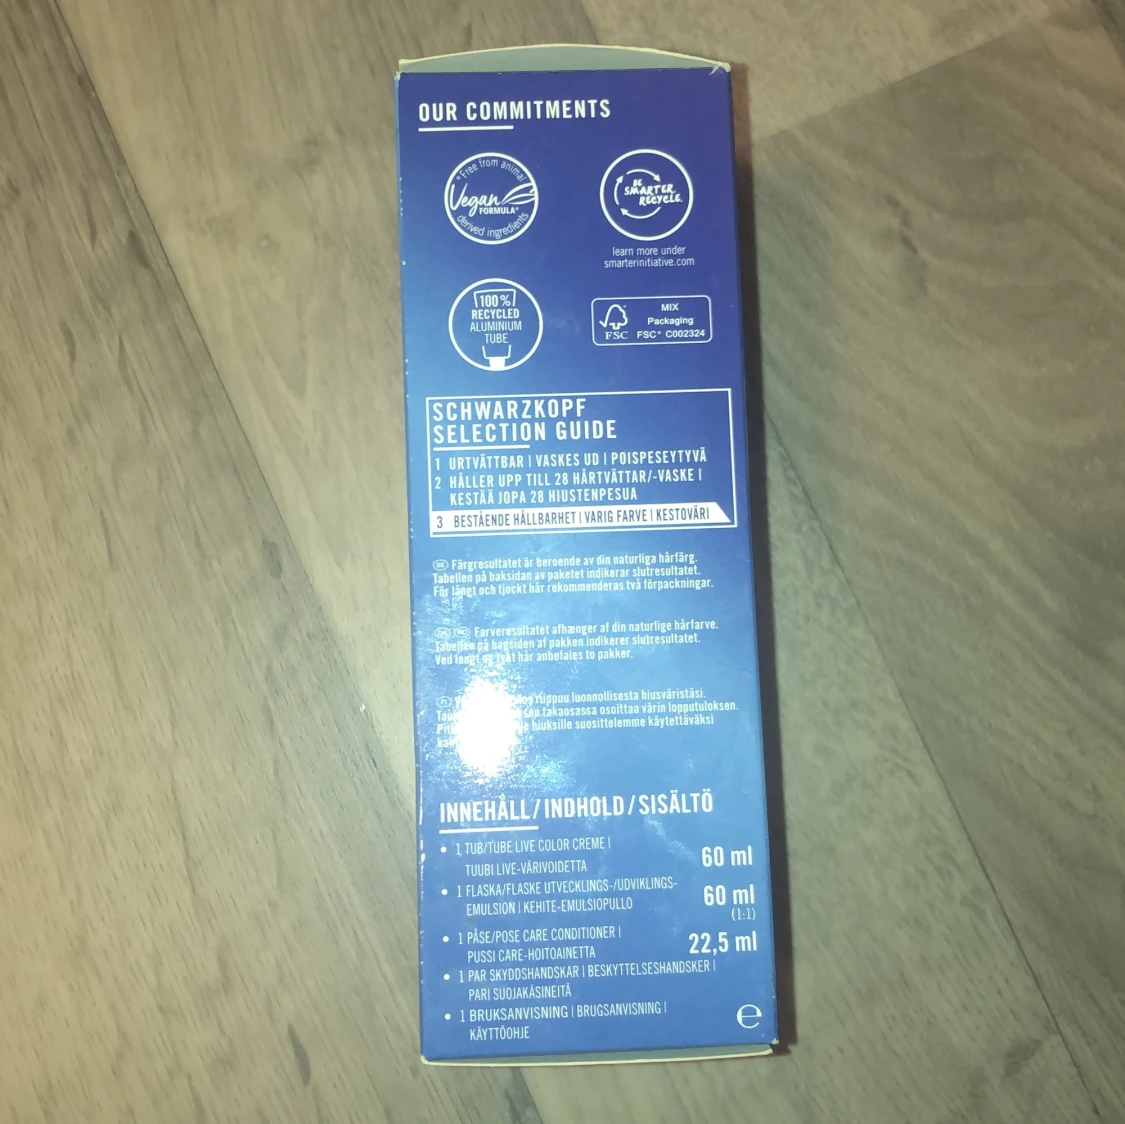 OUR COMMITMENTS
*Free from animal
Vegan
FORMULA*
derived ingredients
BE
SMARTER.
RECYCLE.
learn more under
smarterinitiative.com
100%
RECYCLED
ALUMINIUM
TUBE
FSC
MIX
Packaging
FSC® C002324
SCHWARZKOPF
SELECTION GUIDE
1 URTVÄTTBAR | VASKES UD | POISPESEYTYVÄ
2 HÅLLER UPP TILL 28 HÅRTVÄTTAR/-VASKE |
KESTÄÄ JOPA 28 HIUSTENPESUA
3 BESTÅENDE HÅLLBARHET | VARIG FARVE | KESTOVÄRI
SE Färgresultatet är beroende av din naturliga hårfärg.
Tabellen på baksidan av paketet indikerar slutresultatet.
För långt och tjockt hår rekommenderas två förpackningar.
DK NO Farveresultatet afhænger af din naturlige hårfarve.
Tabellen på bagsiden af pakken indikerer slutresultatet.
Ved langt og tykt hår anbefales to pakker.
FI riippuu luonnollisesta hiusväristäsi.
takaosassa osoittaa värin lopputuloksen.
hiuksille suosittelemme käytettäväksi
INNEHÅLL/INDHOLD/SISÄLTÖ
• 1 TUB/TUBE LIVE COLOR CREME |
TUUBI LIVE-VÄRIVOIDETTA
60 ml
• 1 FLASKA/FLASKE UTVECKLINGS-/UDVIKLINGS-
EMULSION | KEHITE-EMULSIOPULLO
60 ml
(1:1)
• 1 PÅSE/POSE CARE CONDITIONER |
PUSSI CARE-HOITOAINETTA
22,5 ml
• 1 PAR SKYDDSHANDSKAR | BESKYTTELSESHANDSKER |
PARI SUOJAKÄSINEITÄ
• 1 BRUKSANVISNING | BRUGSANVISNING |
KÄYTTÖOHJE
℮